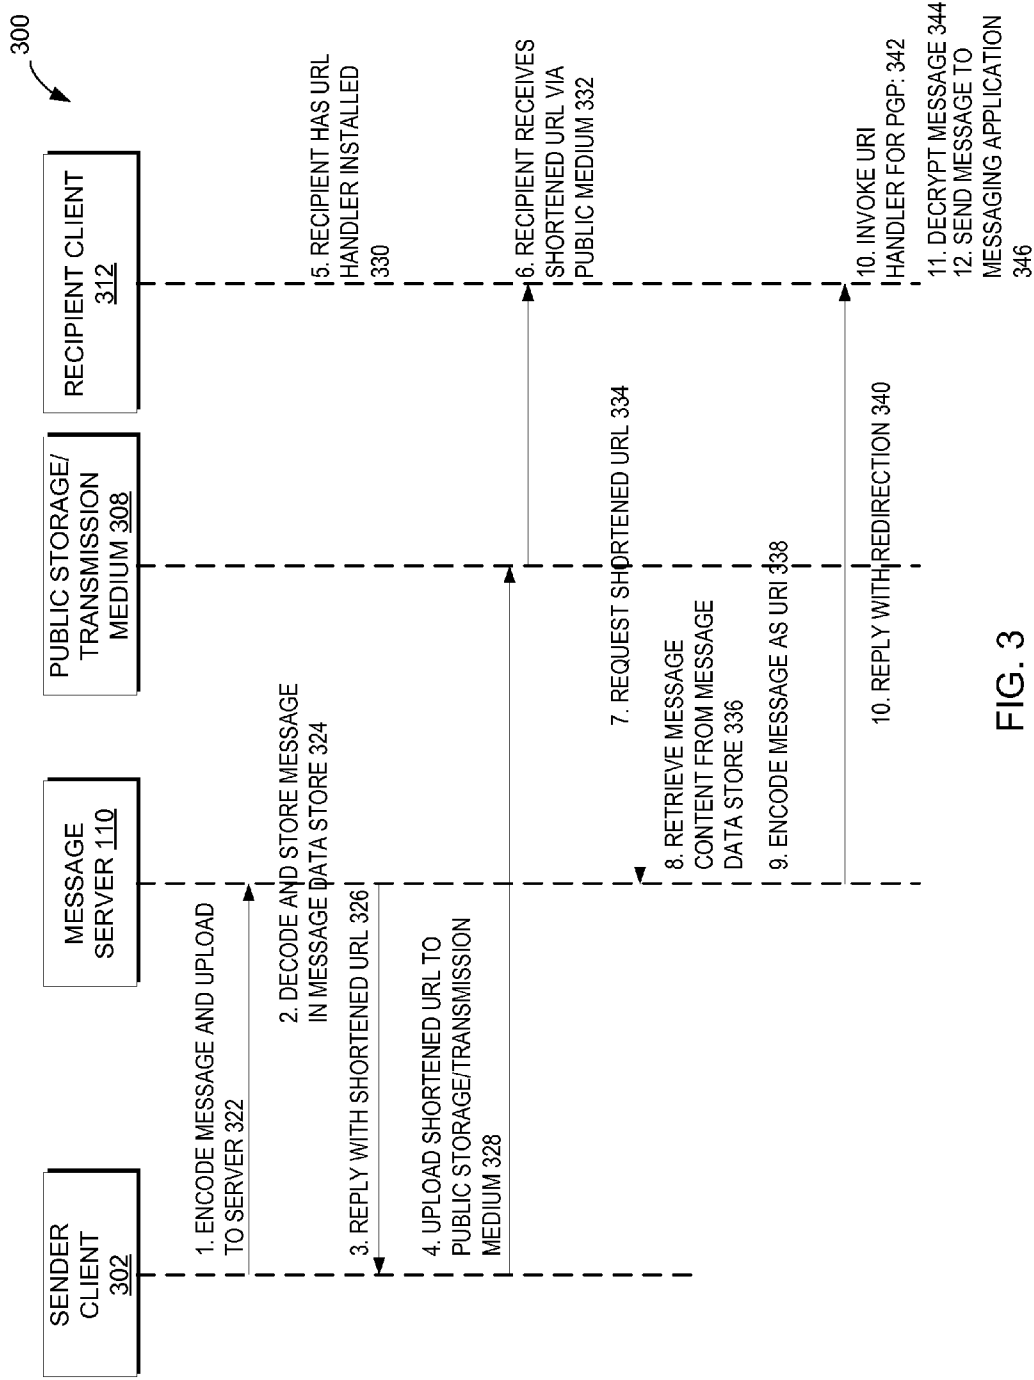 300
SENDER
CLIENT
302
MESSAGE
SERVER 110
PUBLIC STORAGE/
TRANSMISSION
MEDIUM 308
RECIPIENT CLIENT
312
1. ENCODE MESSAGE AND UPLOAD
TO SERVER 322
2. DECODE AND STORE MESSAGE
IN MESSAGE DATA STORE 324
3. REPLY WITH SHORTENED URL 326
4. UPLOAD SHORTENED URL TO
PUBLIC STORAGE/TRANSMISSION
MEDIUM 328
5. RECIPIENT HAS URL
HANDLER INSTALLED
330
6. RECIPIENT RECEIVES
SHORTENED URL VIA
PUBLIC MEDIUM 332
7. REQUEST SHORTENED URL 334
8. RETRIEVE MESSAGE
CONTENT FROM MESSAGE
DATA STORE 336
9. ENCODE MESSAGE AS URI 338
10. REPLY WITH REDIRECTION 340
10. INVOKE URI
HANDLER FOR PGP: 342
11. DECRYPT MESSAGE 344
12. SEND MESSAGE TO
MESSAGING APPLICATION
346
FIG. 3